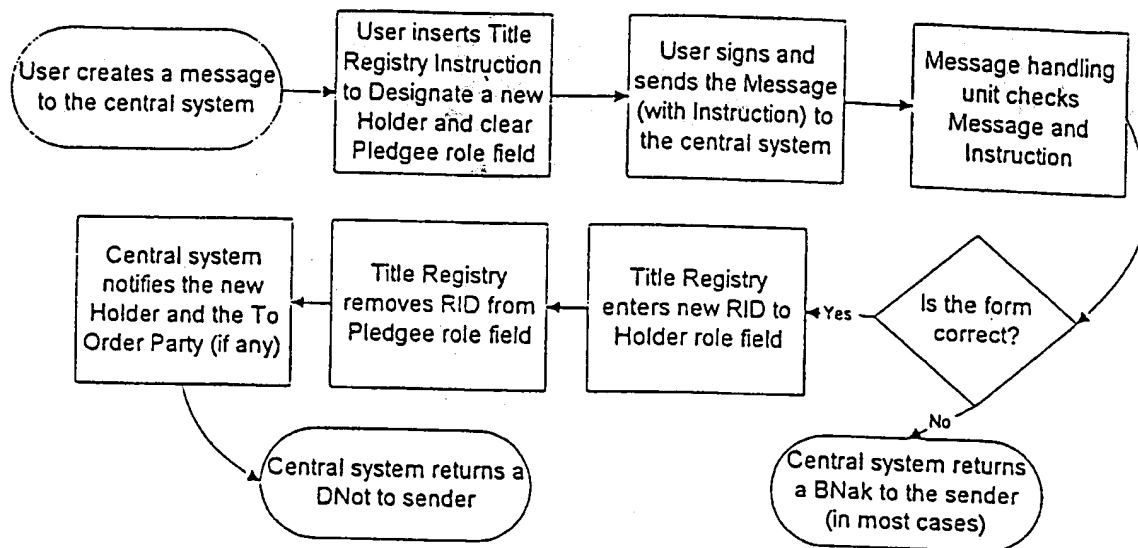 User creates a message
to the central system
User inserts Title
Registry Instruction
to Designate a new
Holder and clear
Pledgee role field
User signs and
sends the Message
(with Instruction) to
the central system
Message handling
unit checks
Message and
Instruction
Is the form
correct?
Yes
Title Registry
enters new RID to
Holder role field
Title Registry
removes RID from
Pledgee role field
Central system
notifies the new
Holder and the To
Order Party (if any)
Central system returns a
DNot to sender
No
Central system returns
a BNak to the sender
(in most cases)